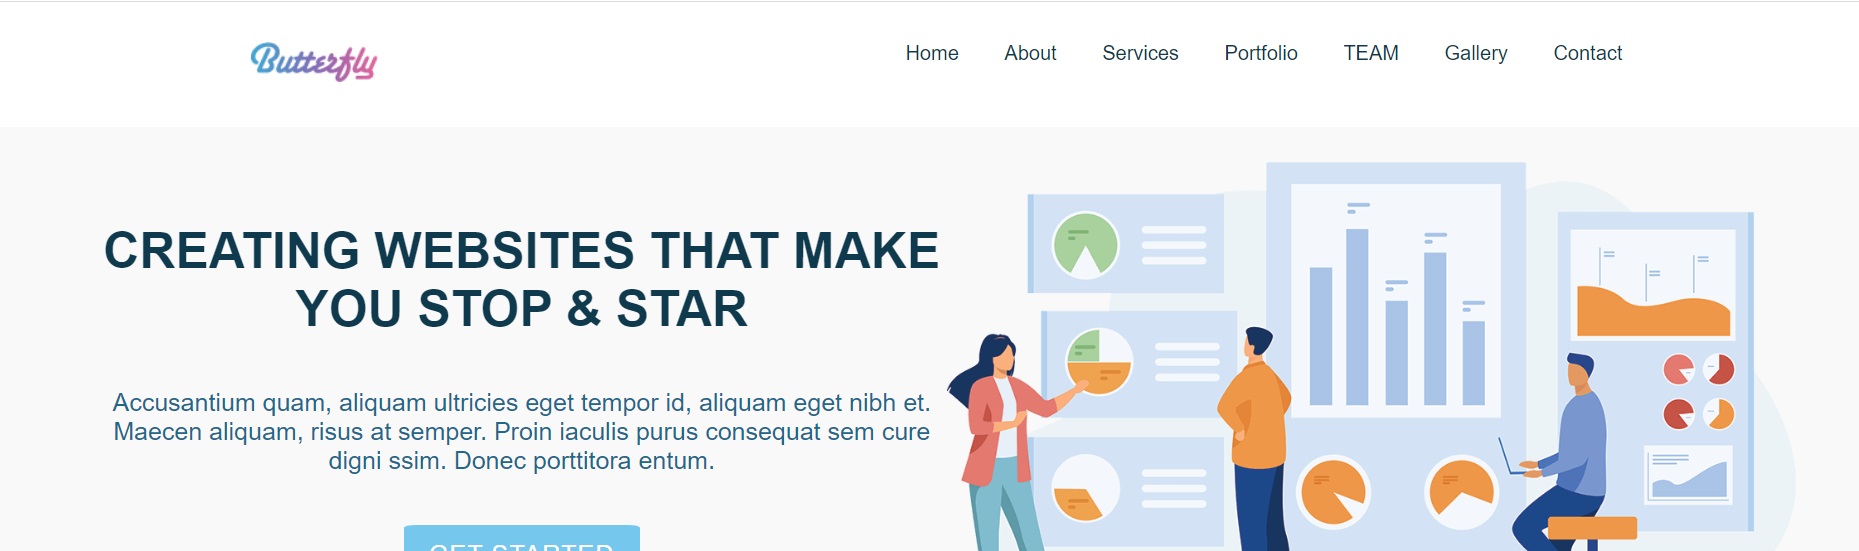 Butterfly
Home About Services Portfolio TEAM Gallery Contact
CREATING WEBSITES THAT MAKE
YOU STOP & STAR
Accusantium quam, aliquam ultricies eget tempor id, aliquam eget nibh et.
Maecen aliquam, risus at semper. Proin iaculis purus consequat sem cure
digni ssim. Donec porttitora entum.
GET STARTED